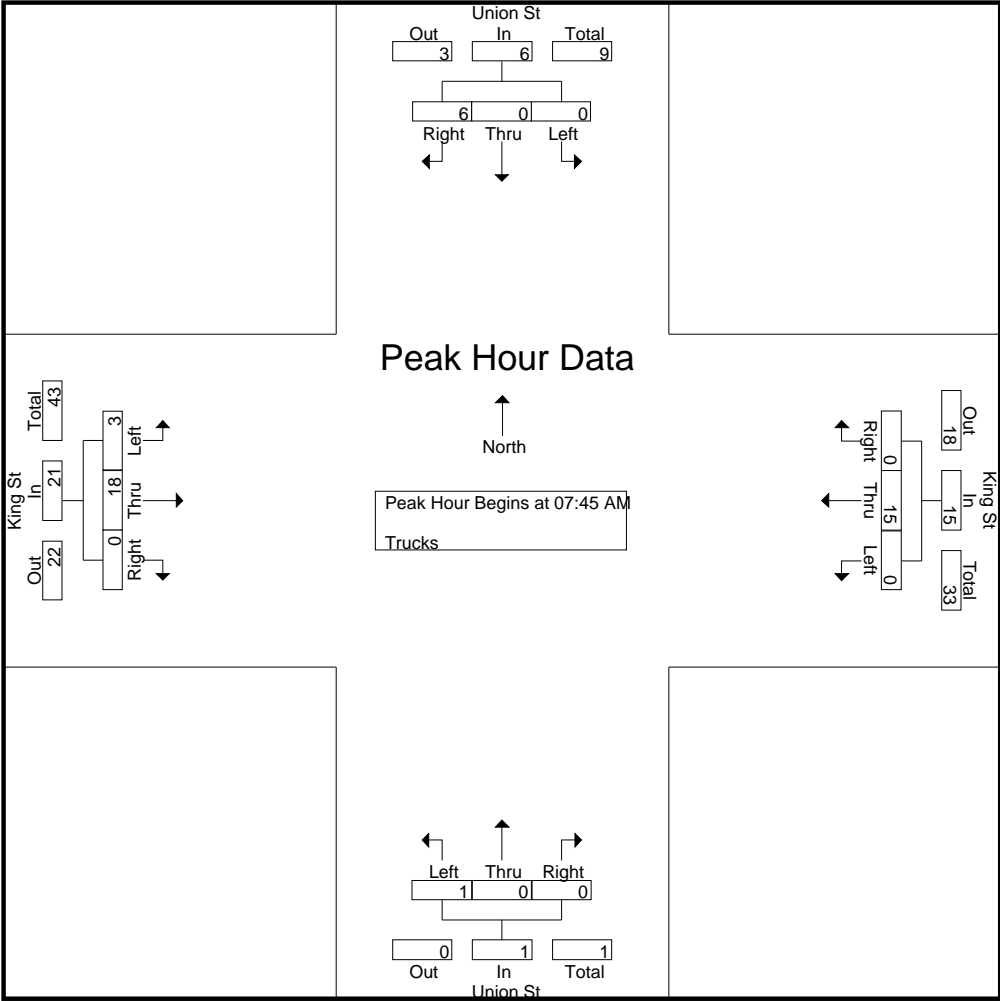 Union St
Out In Total
3 6 9
6 0 0
Right Thru Left
Peak Hour Data
North
Peak Hour Begins at 07:45 AM
Trucks
King St
Out In Total
22 21 43
3 18 0
Left Thru Right
Right Thru Left
0 15 0
Out In Total
18 15 33
King St
Left Thru Right
1 0 0
0 1 1
Out In Total
Union St